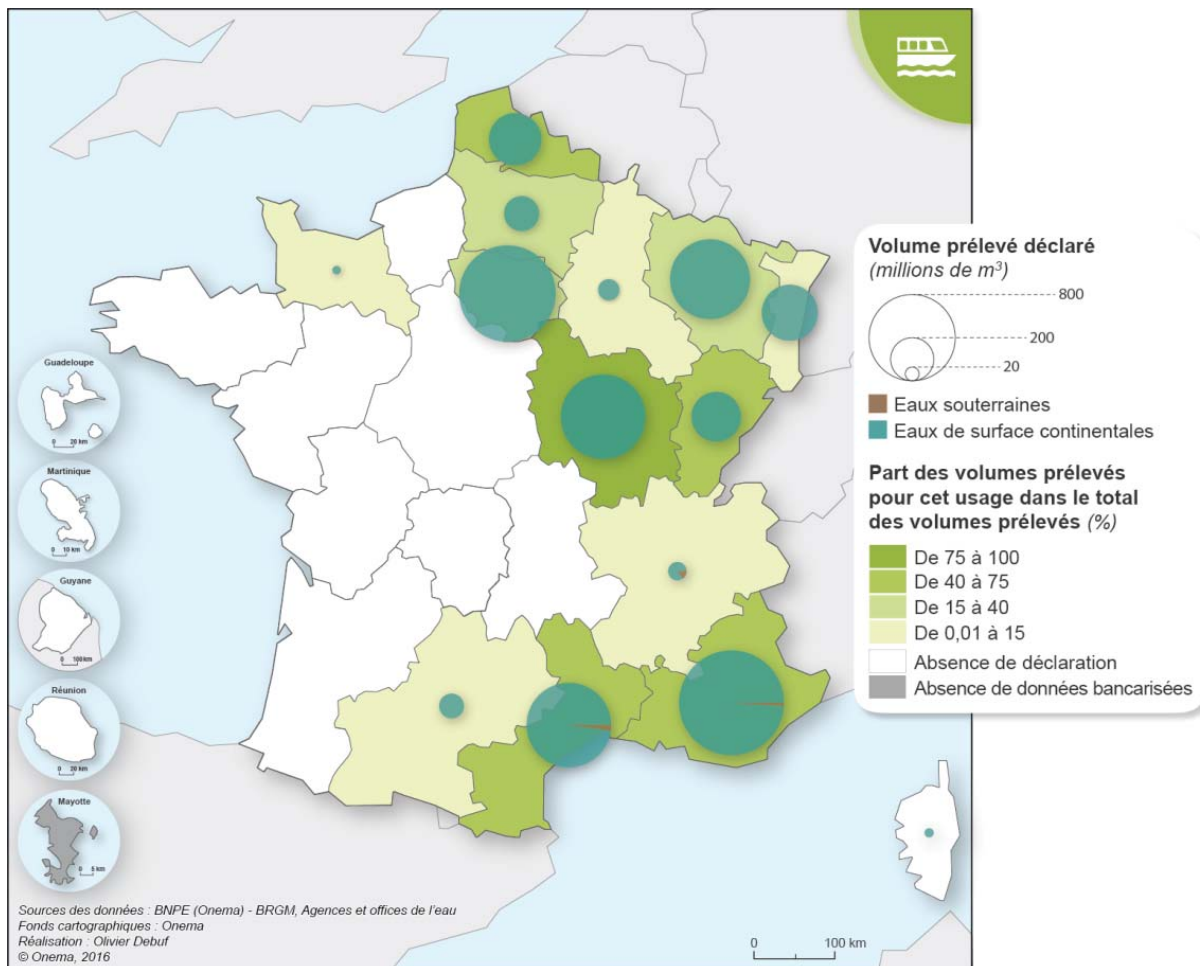 Guadeloupe
0 20 km
Martinique
0 10 km
Guyane
0 100 km
Réunion
0 20 km
Mayotte
0 5 km
Sources des données : BNPE (Onema) - BRGM, Agences et offices de l'eau
Fonds cartographiques : Onema
Réalisation : Olivier Debuf
© Onema, 2016
0 100 km
Volume prélevé déclaré
(millions de m³)
800
200
20
Eaux souterraines
Eaux de surface continentales
Part des volumes prélevés
pour cet usage dans le total
des volumes prélevés (%)
De 75 à 100
De 40 à 75
De 15 à 40
De 0,01 à 15
Absence de déclaration
Absence de données bancarisées